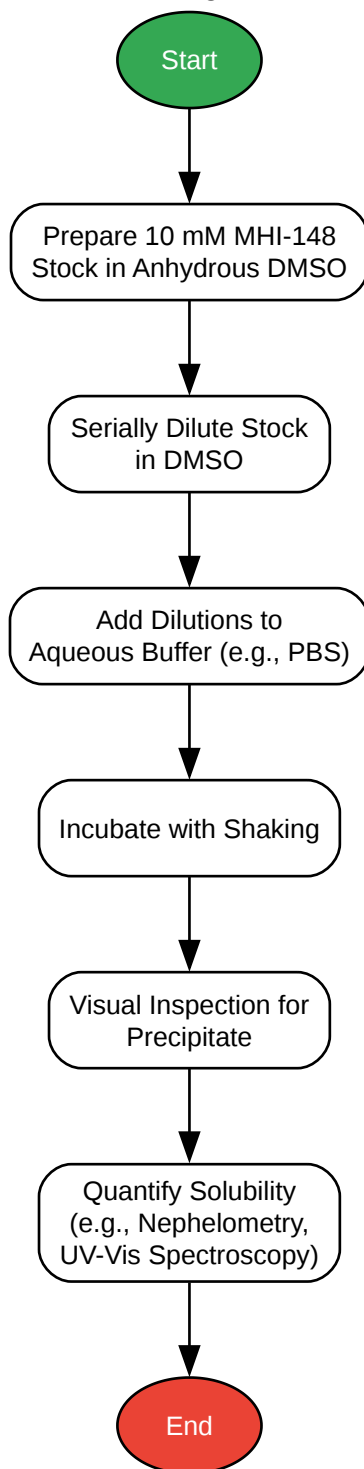 Start
Prepare 10 mM MHI-148
Stock in Anhydrous DMSO
Serially Dilute Stock
in DMSO
Add Dilutions to
Aqueous Buffer (e.g., PBS)
Incubate with Shaking
Visual Inspection for
Precipitate
Quantify Solubility
(e.g., Nephelometry,
UV-Vis Spectroscopy)
End